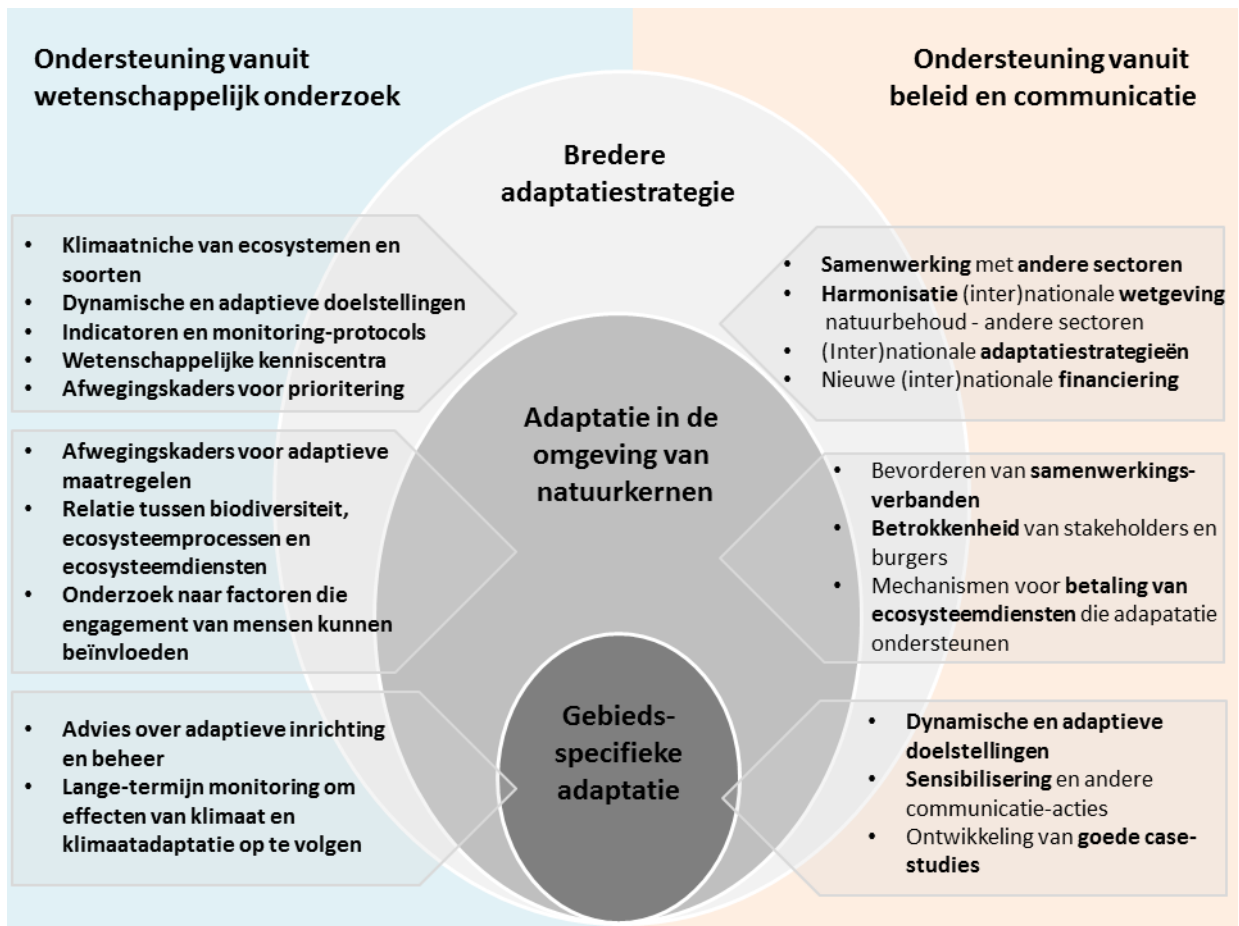 Ondersteuning vanuit
wetenschappelijk onderzoek
Ondersteuning vanuit
beleid en communicatie
Bredere
adaptatiestrategie
• Klimaatniche van ecosystemen en
soorten
• Dynamische en adaptieve doelstellingen
• Indicatoren en monitoring-protocols
• Wetenschappelijke kenniscentra
• Afwegingskaders voor prioritering
• Samenwerking met andere sectoren
• Harmonisatie (inter)nationale wetgeving
natuurbehoud - andere sectoren
• (Inter)nationale adaptatiestrategieën
• Nieuwe (inter)nationale financiering
Adaptatie in de
omgeving van
natuurkernen
• Afwegingskaders voor adaptieve
maatregelen
• Relatie tussen biodiversiteit,
ecosysteemprocessen en
ecosysteemdiensten
• Onderzoek naar factoren die
engagement van mensen kunnen
beïnvloeden
• Bevorderen van samenwerkings-
verbanden
• Betrokkenheid van stakeholders en
burgers
• Mechanismen voor betaling van
ecosysteemdiensten die adapatatie
ondersteunen
Gebieds-
specifieke
adaptatie
• Advies over adaptieve inrichting
en beheer
• Lange-termijn monitoring om
effecten van klimaat en
klimaatadaptatie op te volgen
• Dynamische en adaptieve
doelstellingen
• Sensibilisering en andere
communicatie-acties
• Ontwikkeling van goede case-
studies